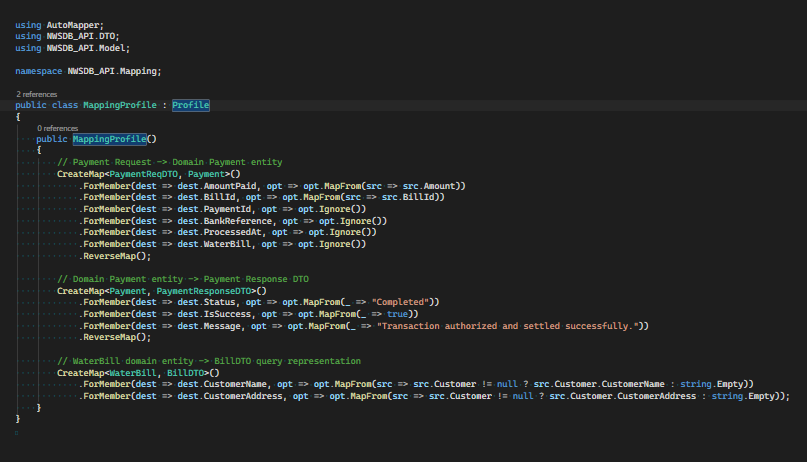 using AutoMapper;
using NWSDB_API.DTO;
using NWSDB_API.Model;
namespace NWSDB_API.Mapping;
2 references
public class MappingProfile : Profile
{
0 references
public MappingProfile()
{
// Payment Request -> Domain Payment entity
CreateMap<PaymentReqDTO, Payment>()
.ForMember(dest => dest.AmountPaid, opt => opt.MapFrom(src => src.Amount))
.ForMember(dest => dest.BillId, opt => opt.MapFrom(src => src.BillId))
.ForMember(dest => dest.PaymentId, opt => opt.Ignore())
.ForMember(dest => dest.BankReference, opt => opt.Ignore())
.ForMember(dest => dest.ProcessedAt, opt => opt.Ignore())
.ForMember(dest => dest.WaterBill, opt => opt.Ignore())
.ReverseMap();
// Domain Payment entity -> Payment Response DTO
CreateMap<Payment, PaymentResponseDTO>()
.ForMember(dest => dest.Status, opt => opt.MapFrom(_ => "Completed"))
.ForMember(dest => dest.IsSuccess, opt => opt.MapFrom(_ => true))
.ForMember(dest => dest.Message, opt => opt.MapFrom(_ => "Transaction authorized and settled successfully."))
.ReverseMap();
// WaterBill domain entity -> BillDTO query representation
CreateMap<WaterBill, BillDTO>()
.ForMember(dest => dest.CustomerName, opt => opt.MapFrom(src => src.Customer != null ? src.Customer.CustomerName : string.Empty))
.ForMember(dest => dest.CustomerAddress, opt => opt.MapFrom(src => src.Customer != null ? src.Customer.CustomerAddress : string.Empty));
}
}